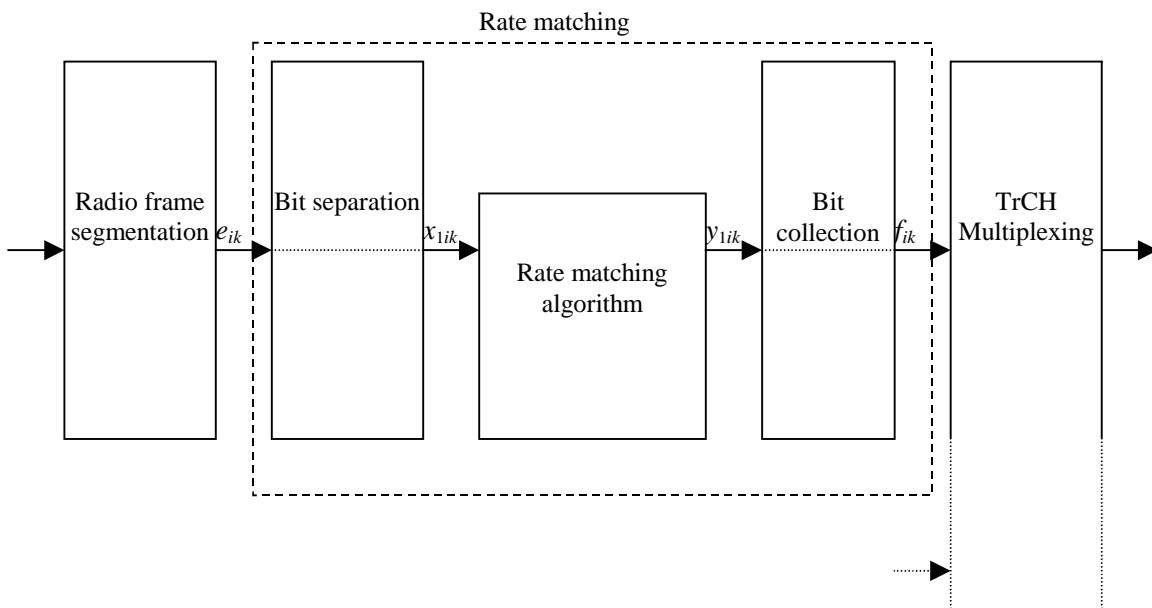 Rate matching
Radio frame
segmentation
e_ik
Bit separation
x_1ik
Rate matching
algorithm
y_1ik
Bit
collection
f_ik
TrCH
Multiplexing